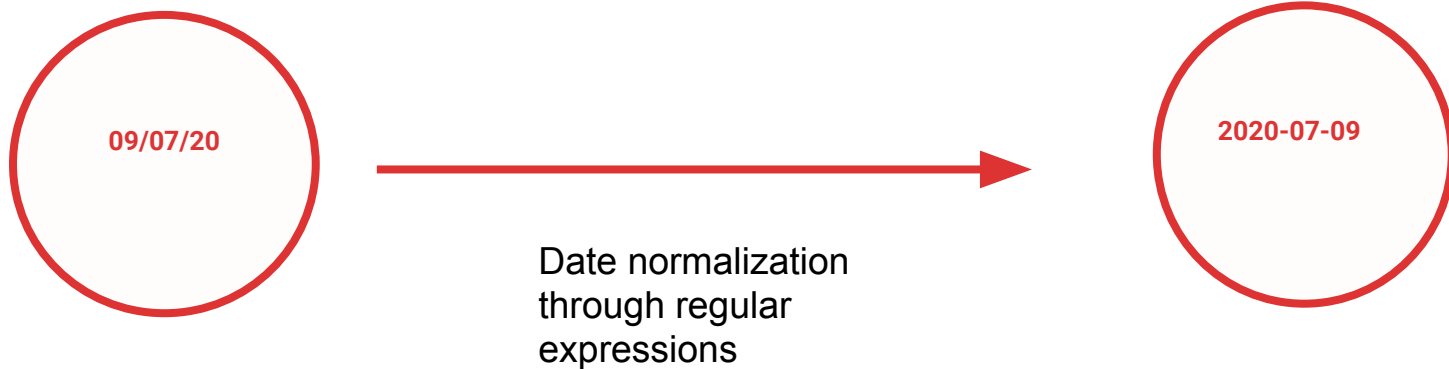 09/07/20
2020-07-09
Date normalization
through regular
expressions